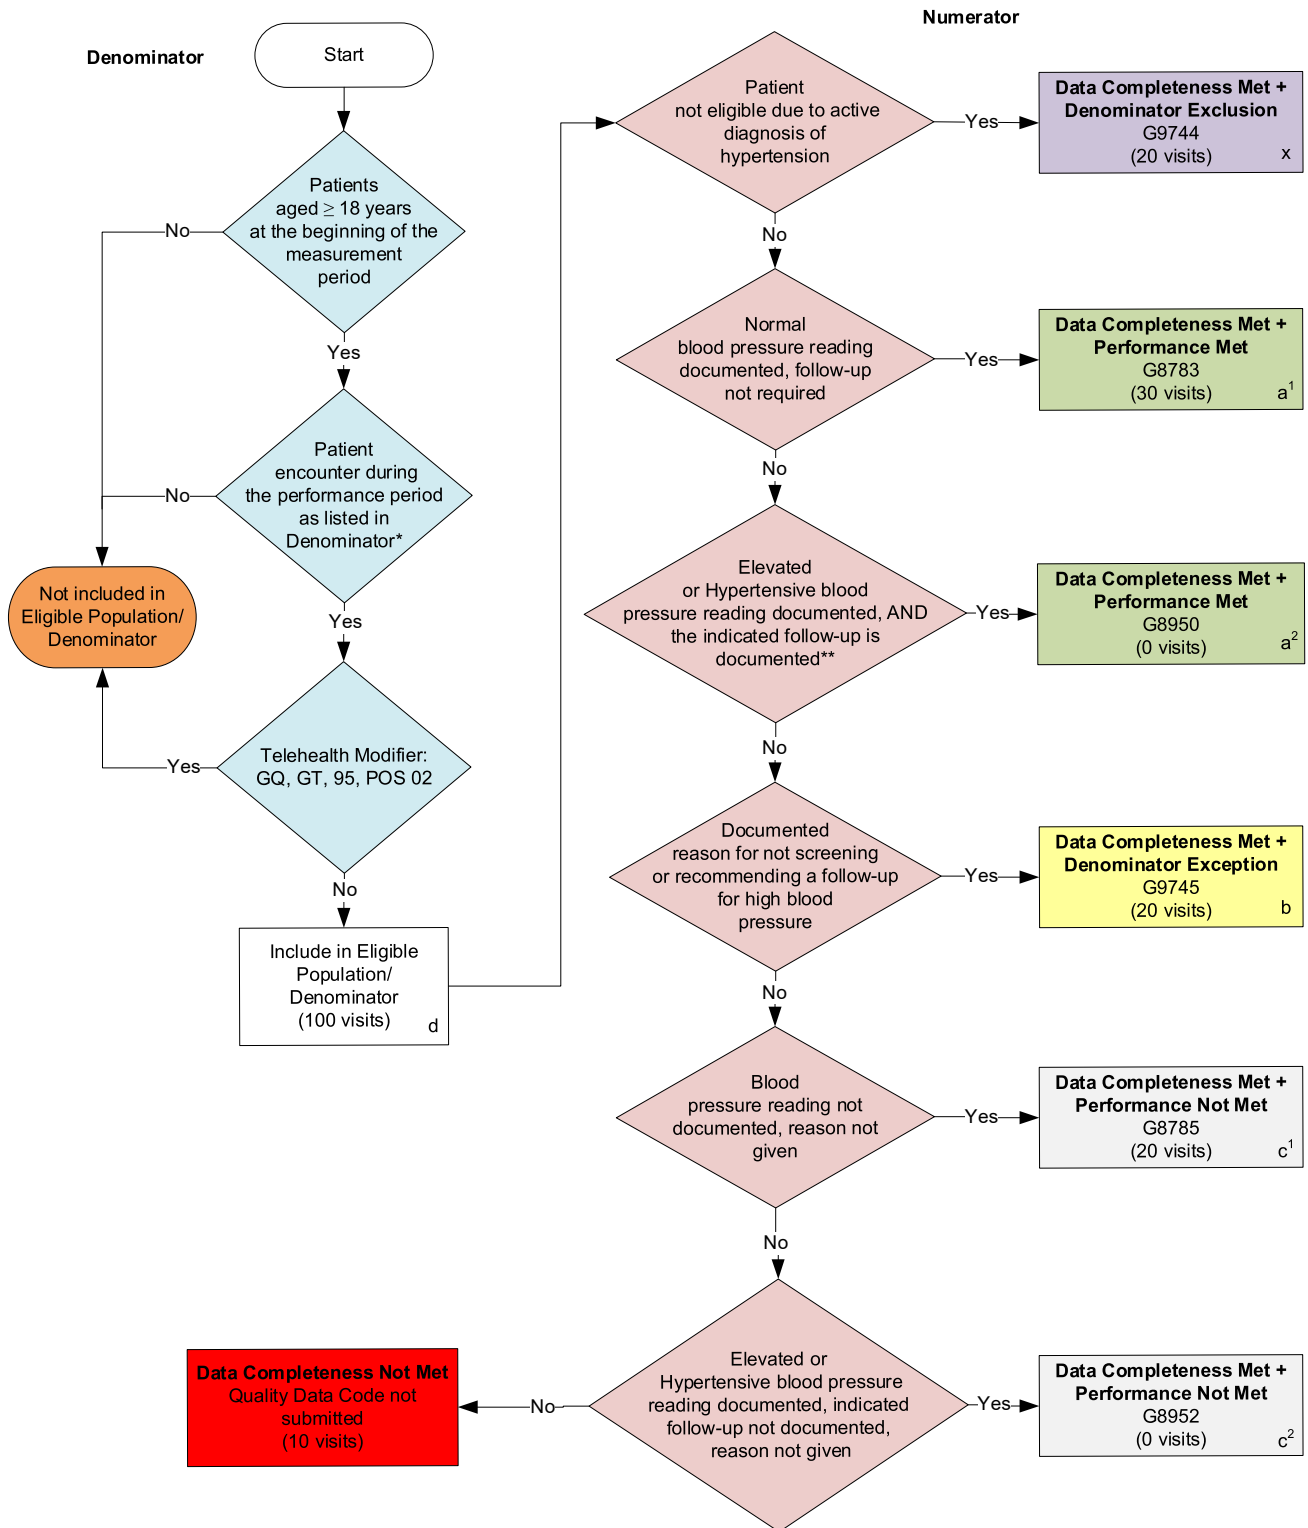 Denominator
Start
Patients
aged ≥ 18 years
at the beginning of the
measurement
period
No
Yes
Patient
encounter during
the performance period
as listed in
Denominator*
No
Not included in
Eligible Population/
Denominator
Yes
Telehealth Modifier:
GQ, GT, 95, POS 02
Yes
No
Include in Eligible
Population/
Denominator
(100 visits)
d
Numerator
Patient
not eligible due to active
diagnosis of
hypertension
Yes
Data Completeness Met +
Denominator Exclusion
G9744
(20 visits)
x
No
Normal
blood pressure reading
documented, follow-up
not required
Yes
Data Completeness Met +
Performance Met
G8783
(30 visits)
a¹
No
Elevated
or Hypertensive blood
pressure reading documented, AND
the indicated follow-up is
documented**
Yes
Data Completeness Met +
Performance Met
G8950
(0 visits)
a²
No
Documented
reason for not screening
or recommending a follow-up
for high blood
pressure
Yes
Data Completeness Met +
Denominator Exception
G9745
(20 visits)
b
No
Blood
pressure reading not
documented, reason not
given
Yes
Data Completeness Met +
Performance Not Met
G8785
(20 visits)
c¹
No
Elevated or
Hypertensive blood pressure
reading documented, indicated
follow-up not documented,
reason not given
Yes
Data Completeness Met +
Performance Not Met
G8952
(0 visits)
c²
No
Data Completeness Not Met
Quality Data Code not
submitted
(10 visits)